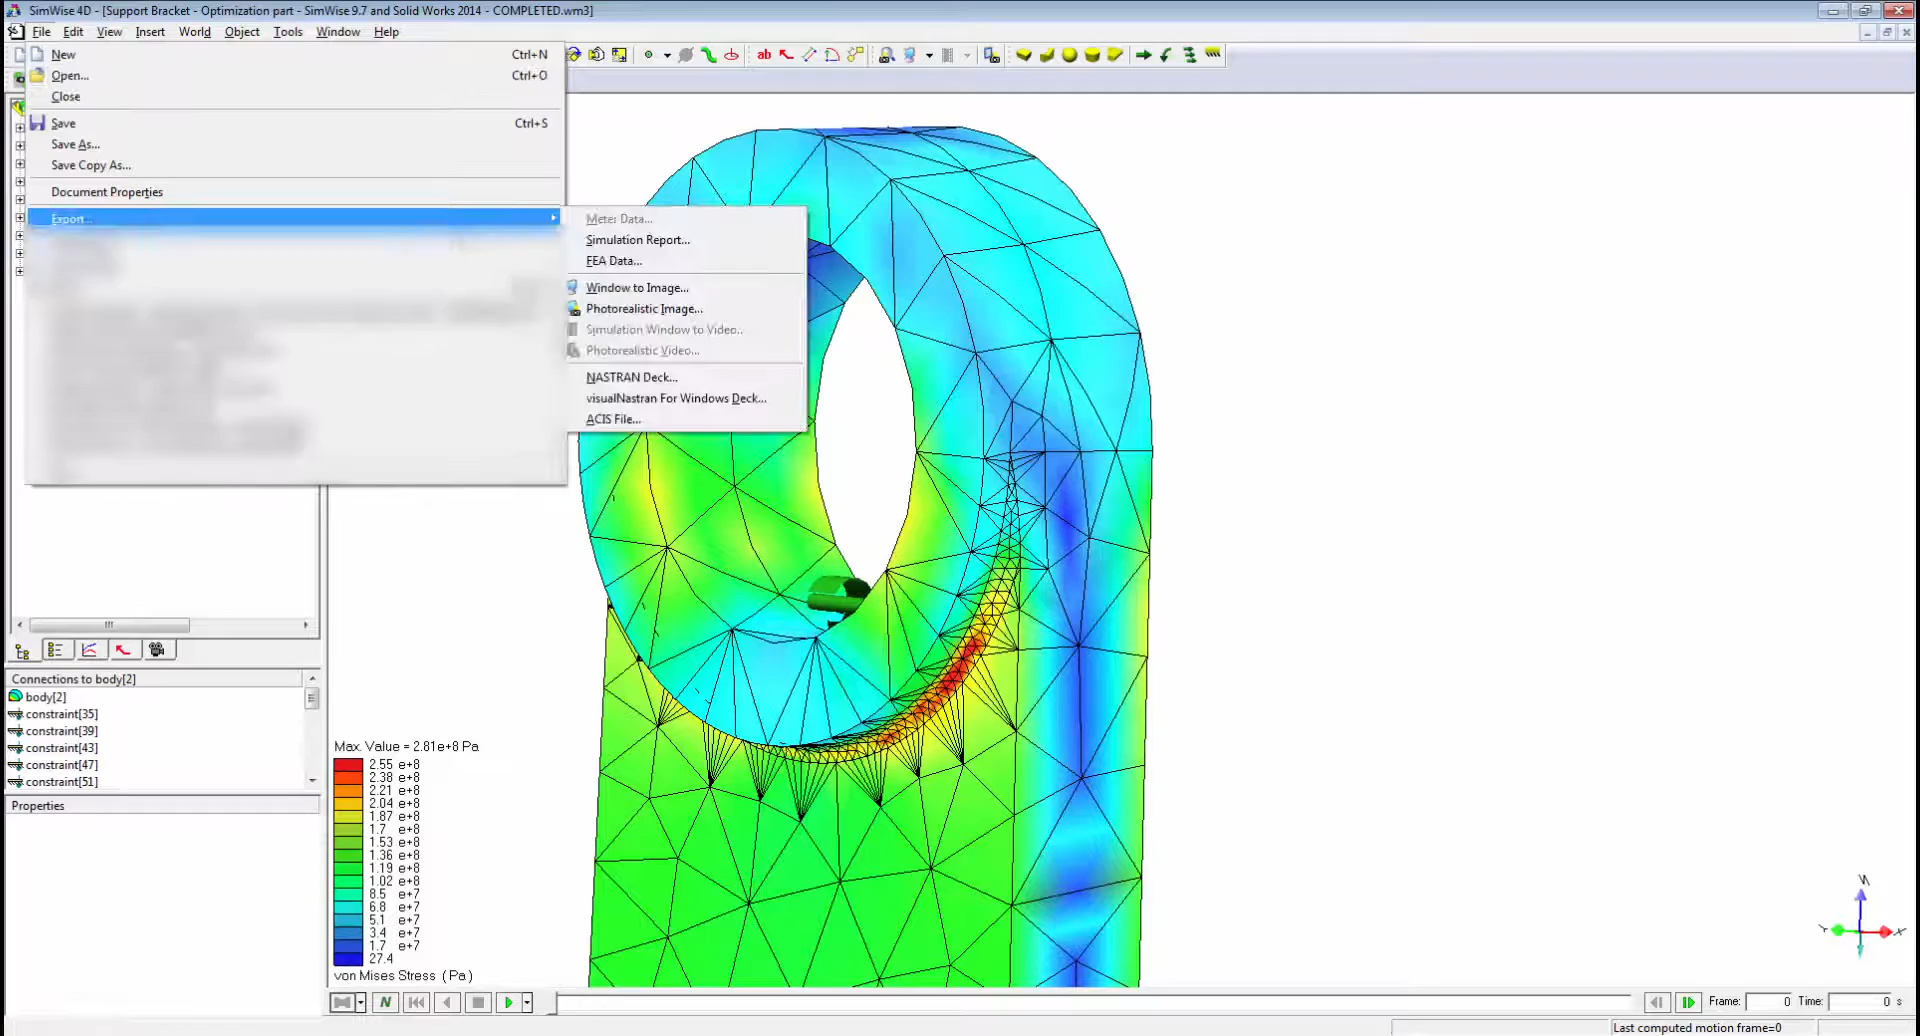 SimWise 4D - [Support Bracket - Optimization part - SimWise 9.7 and Solid Works 2014 - COMPLETED.wm3]
File Edit View Insert World Object Tools Window Help
New Ctrl+N
Open... Ctrl+O
Close
Save Ctrl+S
Save As...
Save Copy As...
Document Properties
Export...
Meter Data...
Simulation Report...
FEA Data...
Window to Image...
Photorealistic Image...
Simulation Window to Video...
Photorealistic Video...
NASTRAN Deck...
visualNastran For Windows Deck...
ACIS File...
ab
Connections to body[2]
body[2]
constraint[35]
constraint[39]
constraint[43]
constraint[47]
constraint[51]
Properties
Max. Value = 2.81e+8 Pa
2.55 e+8
2.38 e+8
2.21 e+8
2.04 e+8
1.87 e+8
1.7 e+8
1.53 e+8
1.36 e+8
1.19 e+8
1.02 e+8
8.5 e+7
6.8 e+7
5.1 e+7
3.4 e+7
1.7 e+7
27.4
von Mises Stress (Pa)
N
Frame: 0 Time: 0 s
Last computed motion frame=0